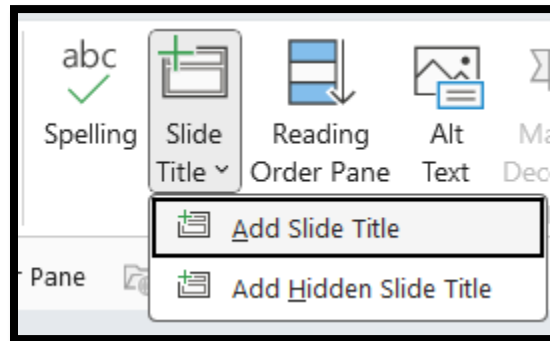 abc
Spelling
Slide
Title
Reading
Order Pane
Alt
Text
Add Slide Title
Add Hidden Slide Title
Pane